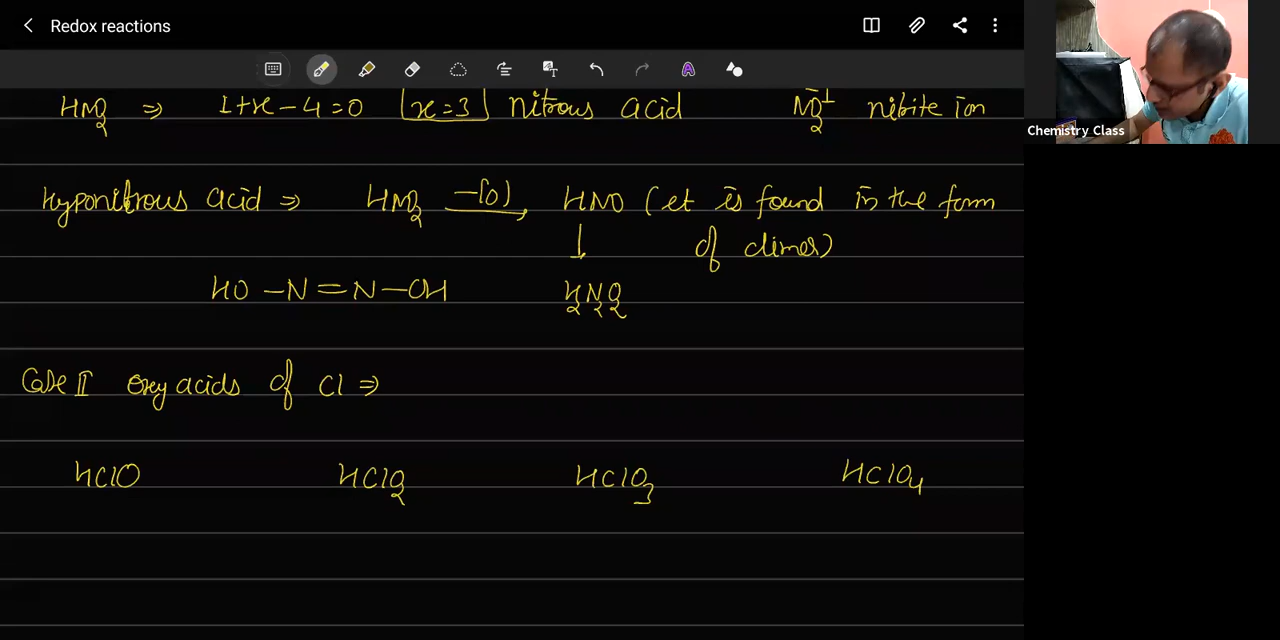 Redox reactions
HNO2 ⇒ 1+x-4=0 x=3 nitrous acid NO2^-1 nitrite ion
Chemistry Class
Hyponitrous acid ⇒ HNO2 -[O] HNO (it is found in the form
↓ of dimer)
HO-N=N-OH H2N2O2
Case II oxy acids of Cl ⇒
HClO HClO2 HClO3 HClO4